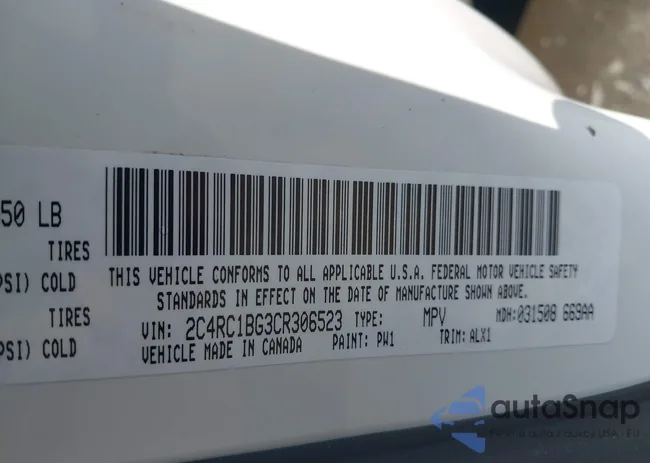 50 LB
TIRES
PSI) COLD
TIRES
PSI) COLD
THIS VEHICLE CONFORMS TO ALL APPLICABLE U.S.A. FEDERAL MOTOR VEHICLE SAFETY
STANDARDS IN EFFECT ON THE DATE OF MANUFACTURE SHOWN ABOVE.
VIN: 2C4RC1BG3CR306523 TYPE: MPV MDH: 031508 669AA
VEHICLE MADE IN CANADA PAINT: PW1 TRIM: ALX1
autaSnap